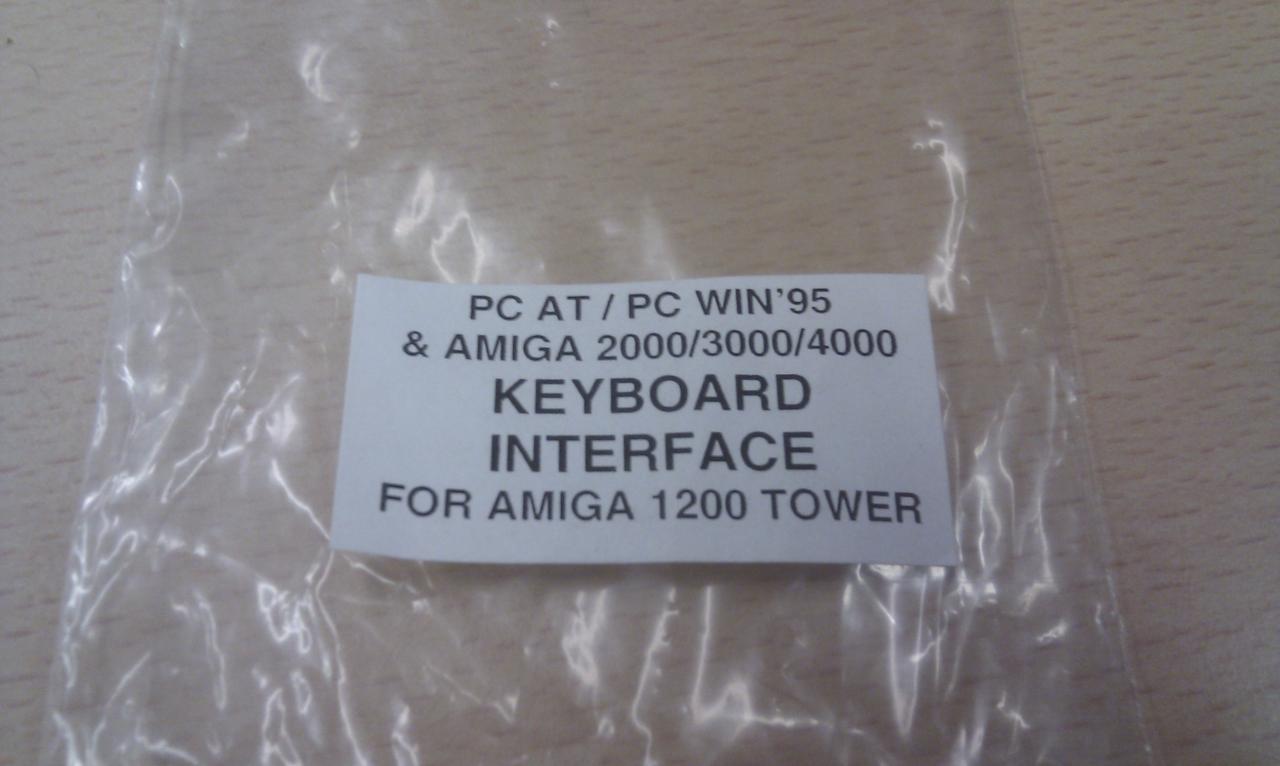 PC AT / PC WIN'95
& AMIGA 2000/3000/4000
KEYBOARD
INTERFACE
FOR AMIGA 1200 TOWER